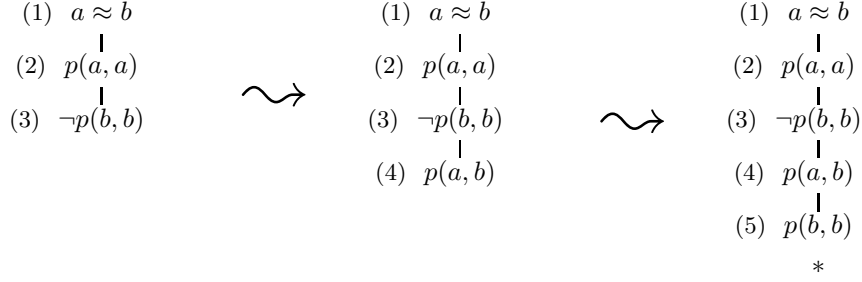 (1) a ≈ b
(2) p(a, a)
(3) ¬p(b, b)
(1) a ≈ b
(2) p(a, a)
(3) ¬p(b, b)
(4) p(a, b)
(1) a ≈ b
(2) p(a, a)
(3) ¬p(b, b)
(4) p(a, b)
(5) p(b, b)
*